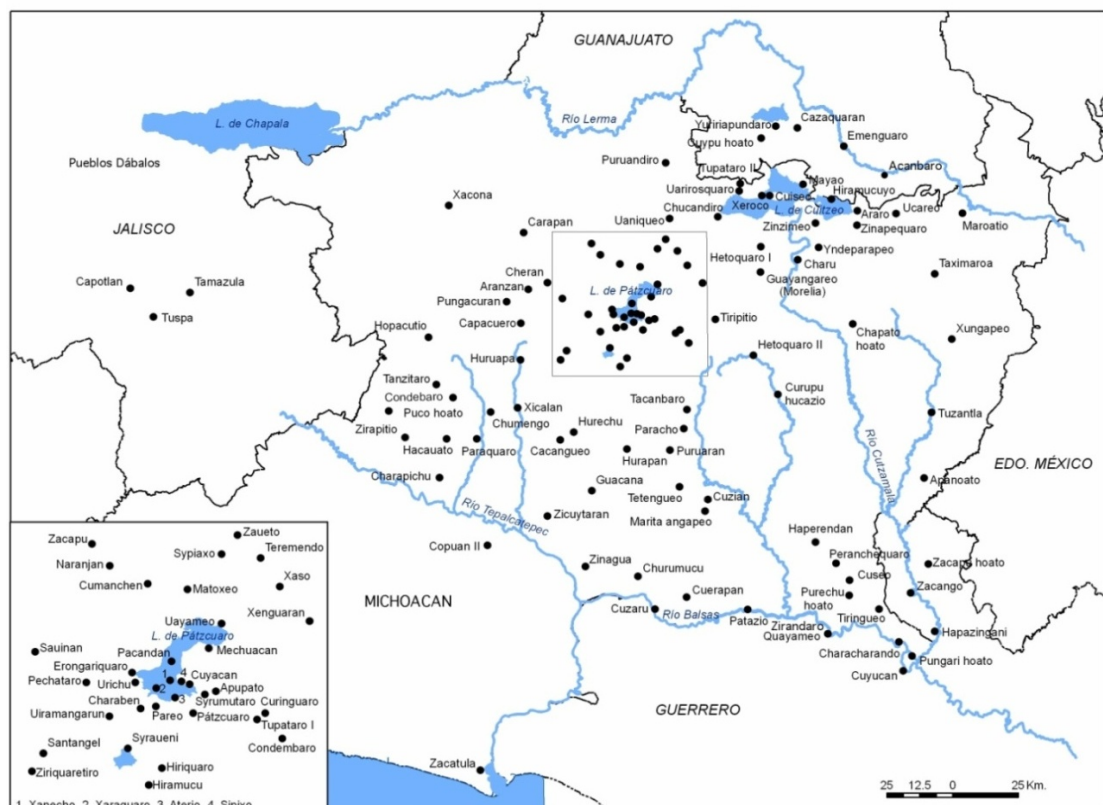 GUANAJUATO
L. de Chapala
Río Lerma
Yuririapundaro
Cazaquaran
Cuypu hoato
Emenguaro
Pueblos Dábalos
Puruandiro
Tupataro II
Acanbaro
Mayao
Uarirosquaro
Cuiseo
Hiramucuyo
Xacona
Chucandiro
Xeroco
L. de Cuitzeo
Araro
Ucareo
Uaniqueo
Zinzimeo
Zinapequaro
Maroatio
JALISCO
Carapan
Hetoquaro I
Yndeparapeo
Charu
Cheran
Taximaroa
Capotlan
Tamazula
Aranzan
L. de Pátzcuaro
Guayangareo
(Morelia)
Pungacuran
Tuspa
Capacuero
Tiripitio
Chapato
hoato
Xungapeo
Hopacutio
Huruapa
Hetoquaro II
Tanzitaro
Condebaro
Curupu
hucazio
Puco hoato
Xicalan
Tacanbaro
Tuzantla
Chumengo
Zirapitio
Hurechu
Paracho
Hacauato
Paraquaro
Cacangueo
Hurapan
Puruaran
Río Cutzamala
EDO. MÉXICO
Charapichu
Guacana
Tetengueo
Apanoato
Cuzian
Río Tepalcatepec
Zicuytaran
Marita angapeo
Haperendan
Copuan II
Peranchequaro
Zinagua
Churumucu
Cuseo
Zacapu hoato
MICHOACAN
Cuerapan
Purechu
hoato
Zacango
Cuzaru
Río Balsas
Patazio
Tiringueo
Zirandaro
Quayameo
Hapazingani
Characharando
Pungari hoato
Cuyucan
GUERRERO
Zacatula
25 12.5 0 25 Km.
Zaueto
Zacapu
Sypiaxo
Teremendo
Naranjan
Cumanchen
Matoxeo
Xaso
Xenguaran
Uayameo
L. de Pátzcuaro
Sauinan
Pacandan
Mechuacan
Erongariquaro
1
4
Cuyacan
Pechataro
Urichu
2
Apupato
Charaben
3
Syrumutaro
Curinguaro
Uiramangarun
Pareo
Pátzcuaro
Tupataro I
Santangel
Syraueni
Condembaro
Ziriquaretiro
Hiriquaro
Hiramucu
1. Xanecho, 2. Xaraquaro, 3. Aterio, 4. Sipixo